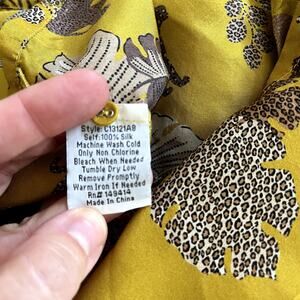 Style: C13121A8
Self:100% Silk
Machine Wash Cold
Only Non Chlorine
Bleach When Needed
Tumble Dry Low
Remove Promptly
Warm Iron If Needed
Rn# 149414
Made In China